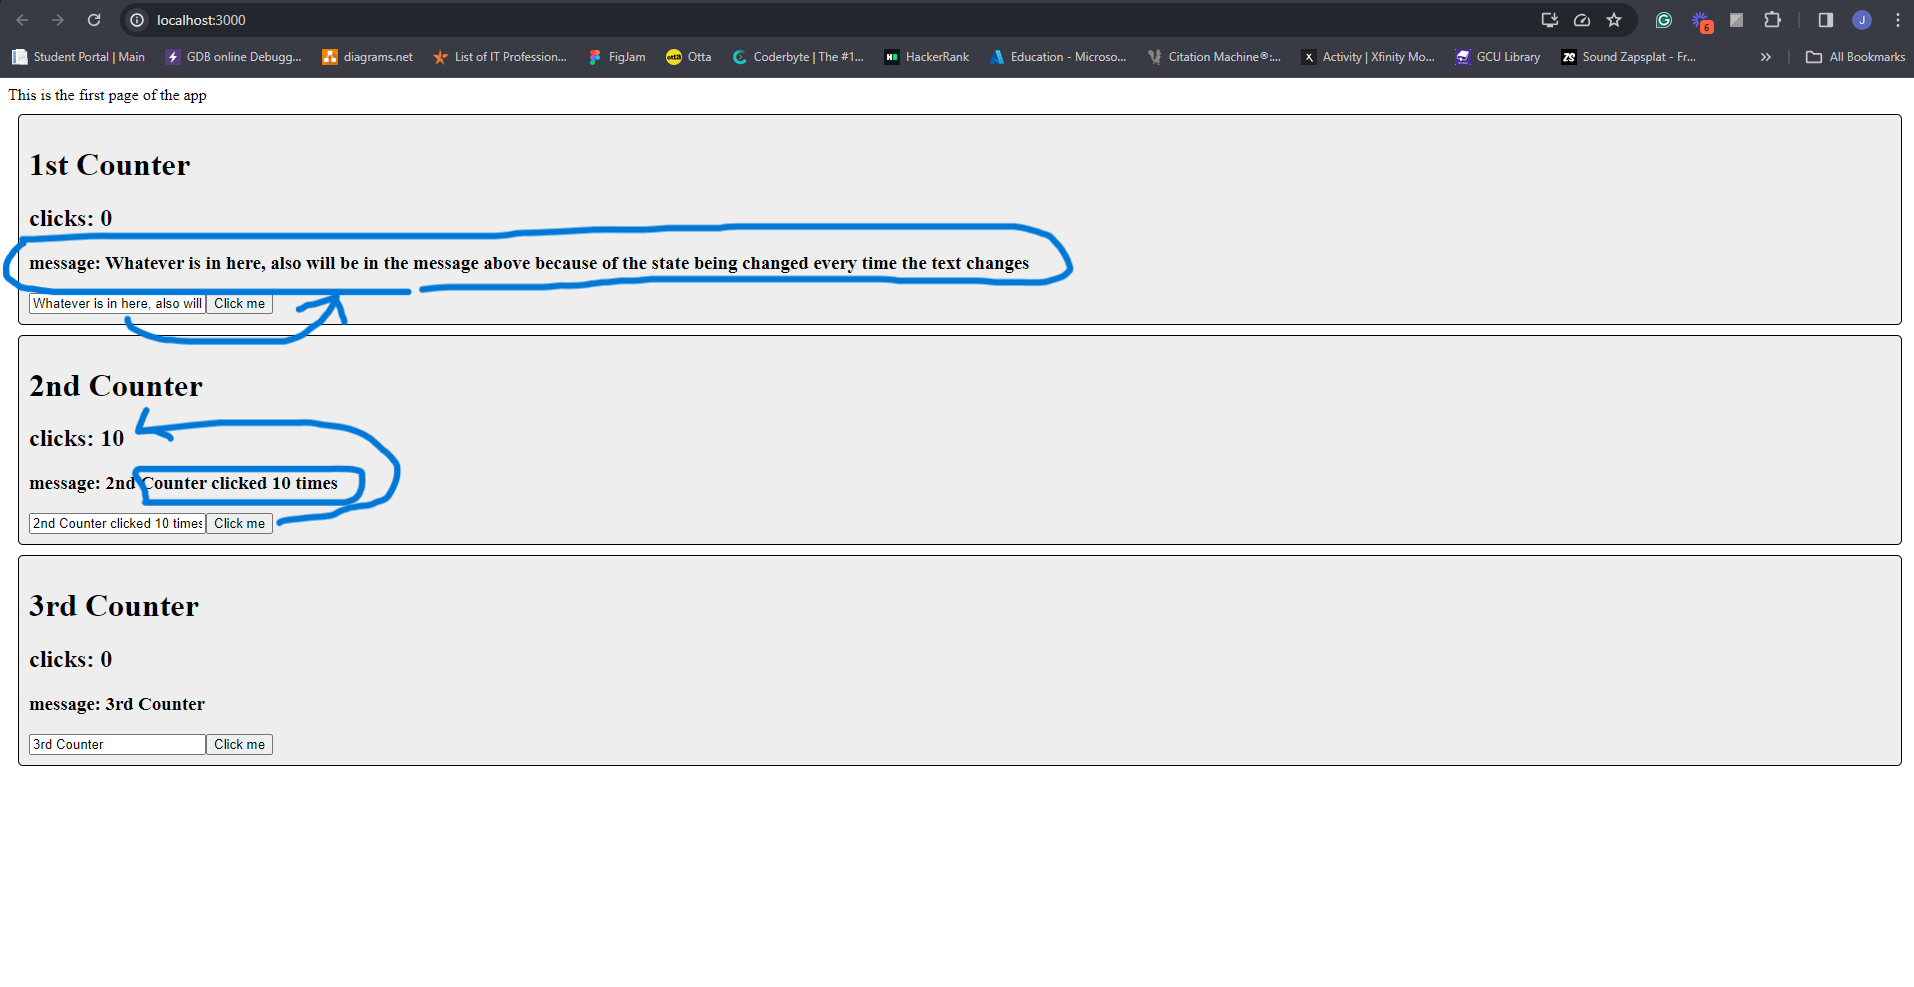 localhost:3000
6
J
Student Portal | Main
GDB online Debugg...
diagrams.net
List of IT Profession...
FigJam
otta Otta
Coderbyte | The #1...
HackerRank
Education - Microso...
Citation Machine®:...
X Activity | Xfinity Mo...
GCU Library
ZS Sound Zapsplat - Fr...
All Bookmarks
This is the first page of the app
1st Counter
clicks: 0
message: Whatever is in here, also will be in the message above because of the state being changed every time the text changes
Whatever is in here, also will Click me
2nd Counter
clicks: 10
message: 2nd Counter clicked 10 times
2nd Counter clicked 10 times Click me
3rd Counter
clicks: 0
message: 3rd Counter
3rd Counter Click me